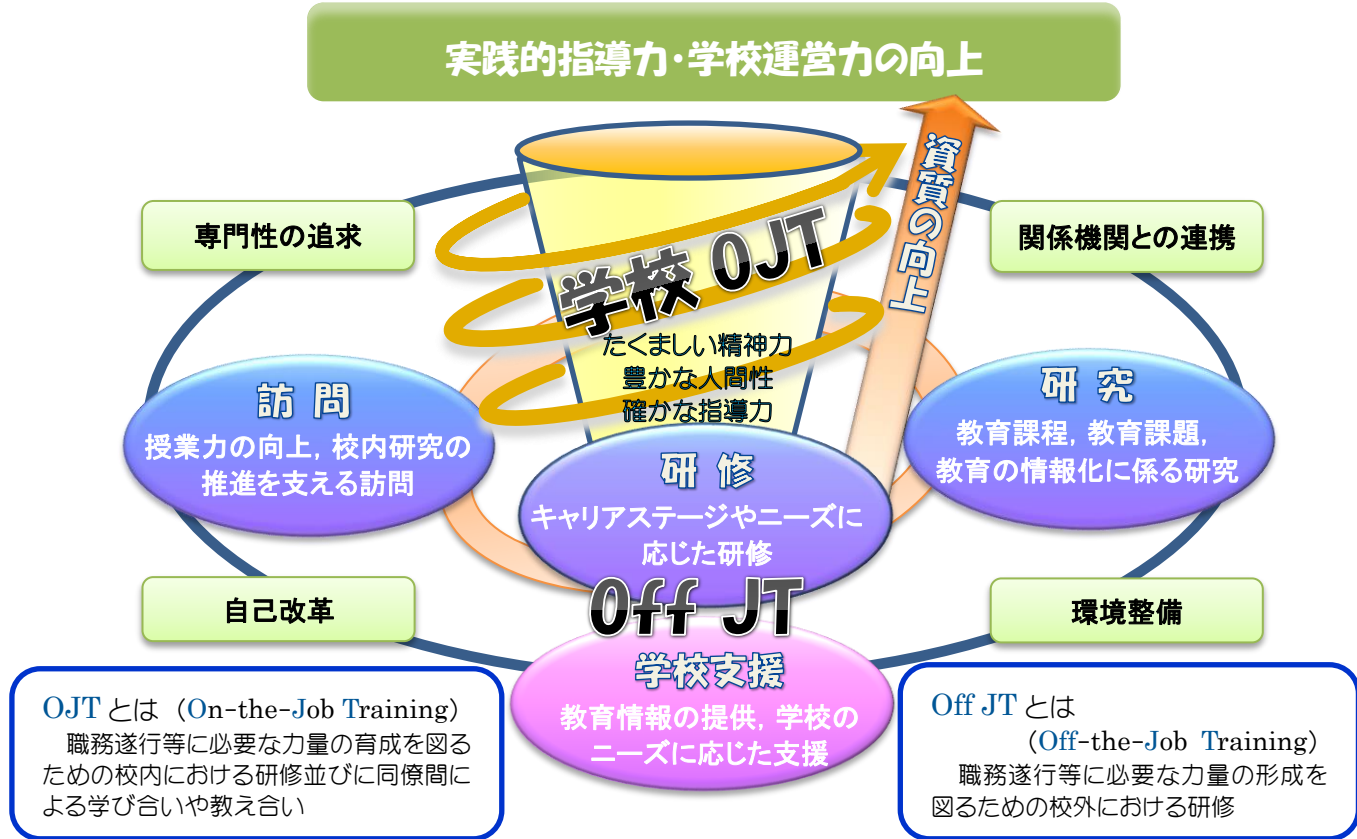 実践的指導力・学校運営力の向上
資質の向上
専門性の追求
関係機関との連携
学校 OJT
たくましい精神力
豊かな人間性
確かな指導力
訪問
授業力の向上，校内研究の
推進を支える訪問
研究
教育課程，教育課題，
教育の情報化に係る研究
研修
キャリアステージやニーズに
応じた研修
自己改革
環境整備
Off JT
学校支援
教育情報の提供，学校の
ニーズに応じた支援
OJT とは （On-the-Job Training）
職務遂行等に必要な力量の育成を図る
ための校内における研修並びに同僚間に
よる学び合いや教え合い
Off JT とは
（Off-the-Job Training）
職務遂行等に必要な力量の形成を
図るための校外における研修